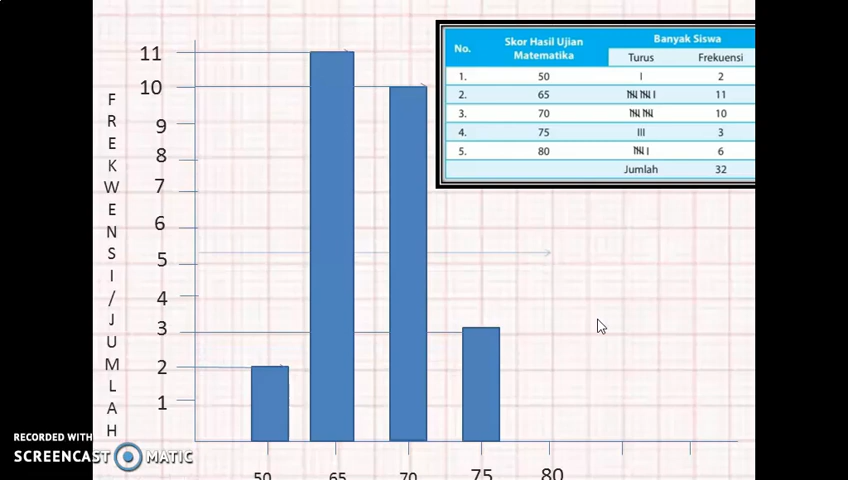 11
10
9
8
7
6
5
4
3
2
1
F
R
E
K
W
E
N
S
I
/
J
U
M
L
A
H
No.
Skor Hasil Ujian
Matematika
Banyak Siswa
Turus
Frekuensi
1. 50 I 2
2. 65 11
3. 70 10
4. 75 III 3
5. 80 6
Jumlah 32
50 65 70 75 80
RECORDED WITH
SCREENCAST MATIC